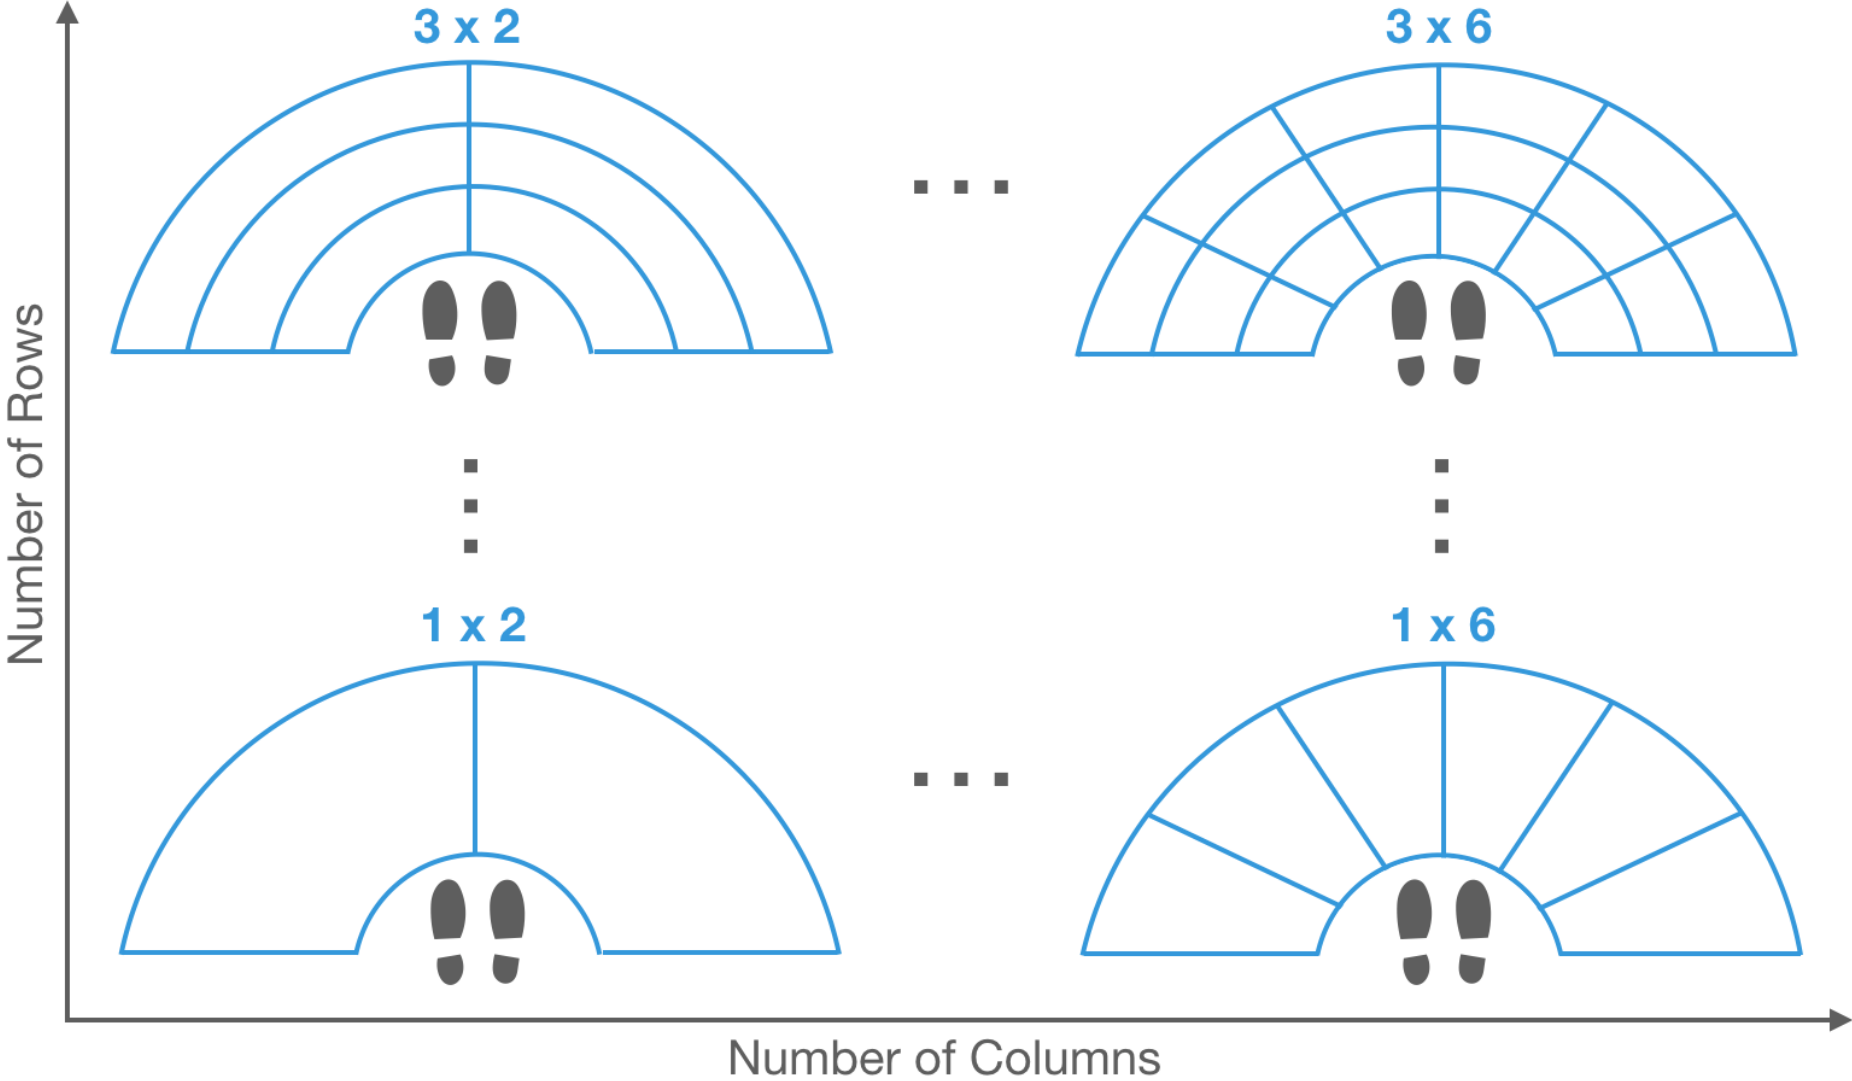 3 x 2
3 x 6
Number of Rows
1 x 2
1 x 6
Number of Columns